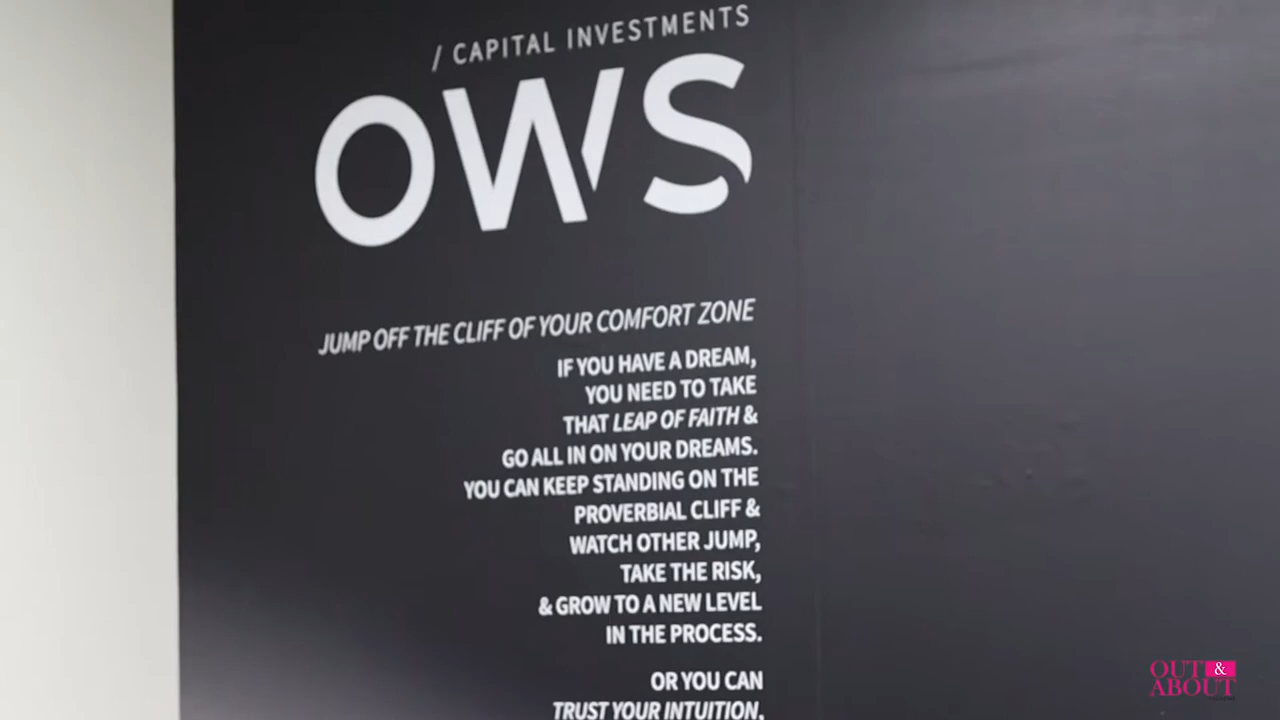 / CAPITAL INVESTMENTS
OWS
JUMP OFF THE CLIFF OF YOUR COMFORT ZONE
IF YOU HAVE A DREAM,
YOU NEED TO TAKE
THAT LEAP OF FAITH &
GO ALL IN ON YOUR DREAMS.
YOU CAN KEEP STANDING ON THE
PROVERBIAL CLIFF &
WATCH OTHER JUMP,
TAKE THE RISK,
& GROW TO A NEW LEVEL
IN THE PROCESS.
OR YOU CAN
TRUST YOUR INTUITION,
OUT &
ABOUT